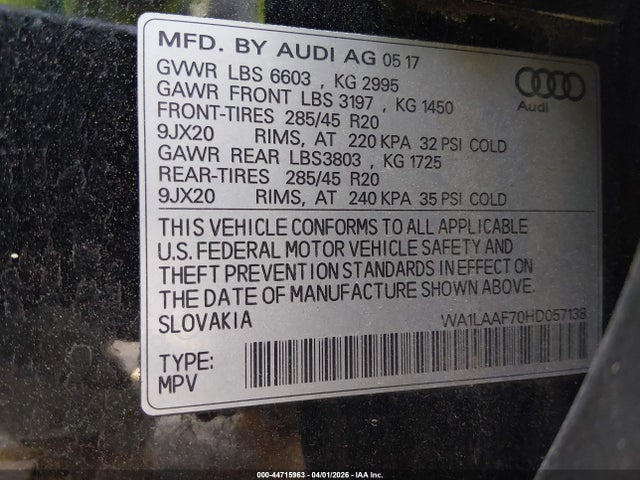 MFD. BY AUDI AG 05 17
GVWR LBS 6603 , KG 2995
GAWR FRONT LBS 3197 , KG 1450
FRONT-TIRES 285/45 R20
9JX20 RIMS, AT 220 KPA 32 PSI COLD
GAWR REAR LBS3803 , KG 1725
REAR-TIRES 285/45 R20
9JX20 RIMS, AT 240 KPA 35 PSI COLD
Audi
THIS VEHICLE CONFORMS TO ALL APPLICABLE
U.S. FEDERAL MOTOR VEHICLE SAFETY AND
THEFT PREVENTION STANDARDS IN EFFECT ON
THE DATE OF MANUFACTURE SHOWN ABOVE.
SLOVAKIA WA1LAAF70HD057138
TYPE:
MPV
000-44715963 - 04/01/2026 - IAA Inc.